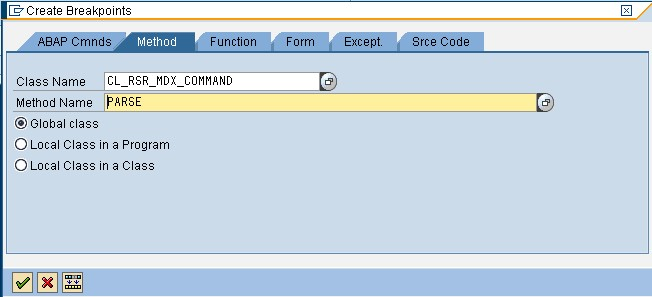 Create Breakpoints
ABAP Cmnds Method Function Form Except. Srce Code
Class Name CL_RSR_MDX_COMMAND
Method Name PARSE
Global class
Local Class in a Program
Local Class in a Class